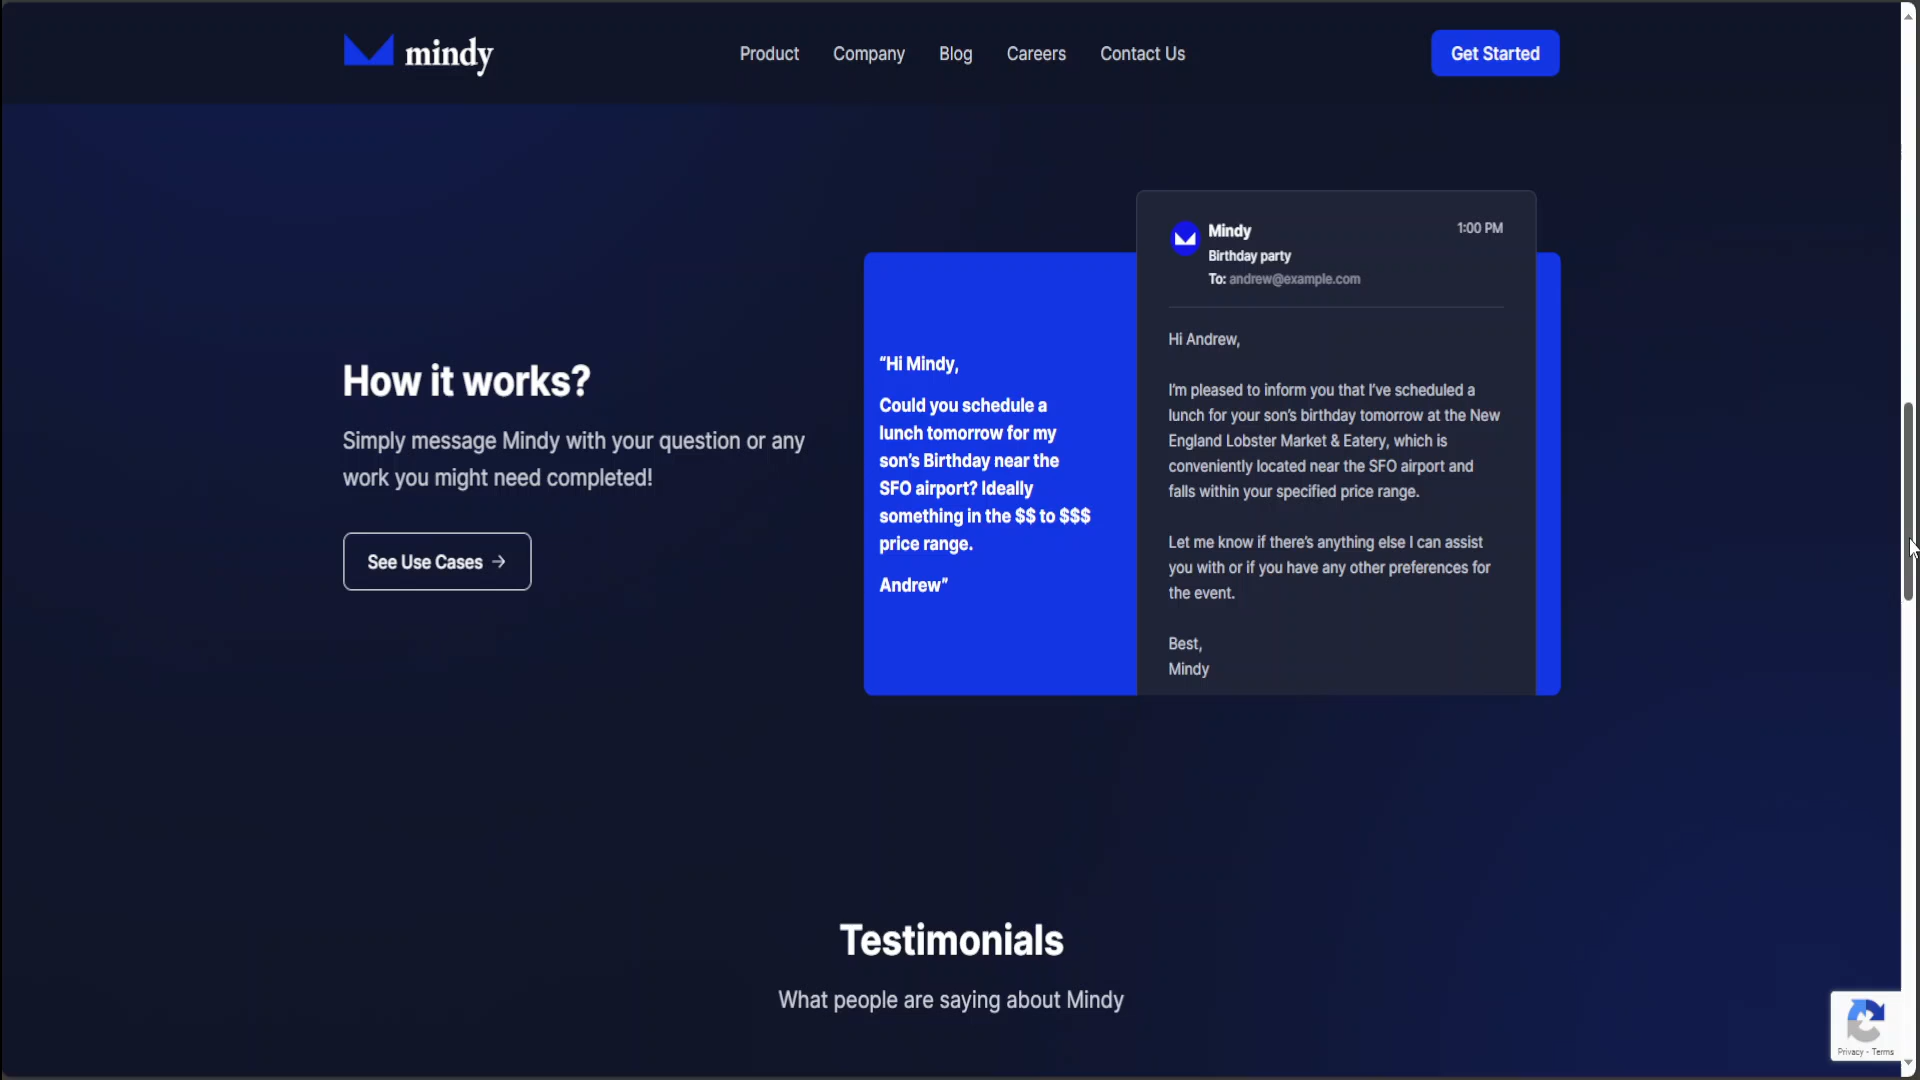 mindy
Product
Company
Blog
Careers
Contact Us
Get Started
How it works?
Simply message Mindy with your question or any
work you might need completed!
See Use Cases →
“Hi Mindy,
Could you schedule a
lunch tomorrow for my
son’s Birthday near the
SFO airport? Ideally
something in the $$ to $$$
price range.
Andrew”
Mindy
1:00 PM
Birthday party
To: andrew@example.com
Hi Andrew,
I’m pleased to inform you that I’ve scheduled a
lunch for your son’s birthday tomorrow at the New
England Lobster Market & Eatery, which is
conveniently located near the SFO airport and
falls within your specified price range.
Let me know if there’s anything else I can assist
you with or if you have any other preferences for
the event.
Best,
Mindy
Testimonials
What people are saying about Mindy
Privacy - Terms